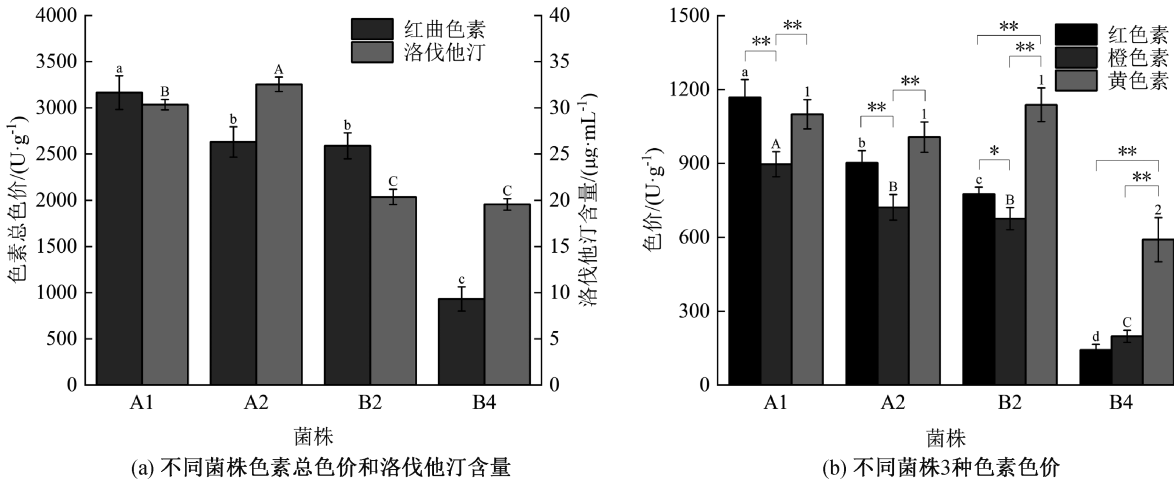 4000
3500
3000
2500
2000
1500
1000
500
0
色素总色价/(U·g⁻¹)
红曲色素
洛伐他汀
a
B
b
A
b
C
c
C
40
35
30
25
20
15
10
5
0
洛伐他汀含量/(μg·mL⁻¹)
A1
A2
B2
B4
菌株
(a) 不同菌株色素总色价和洛伐他汀含量
1500
1200
900
600
300
0
色价/(U·g⁻¹)
红色素
橙色素
黄色素
**
**
a
A
1
**
**
b
B
1
**
**
*
c
B
1
**
**
d
C
2
A1
A2
B2
B4
菌株
(b) 不同菌株3种色素色价